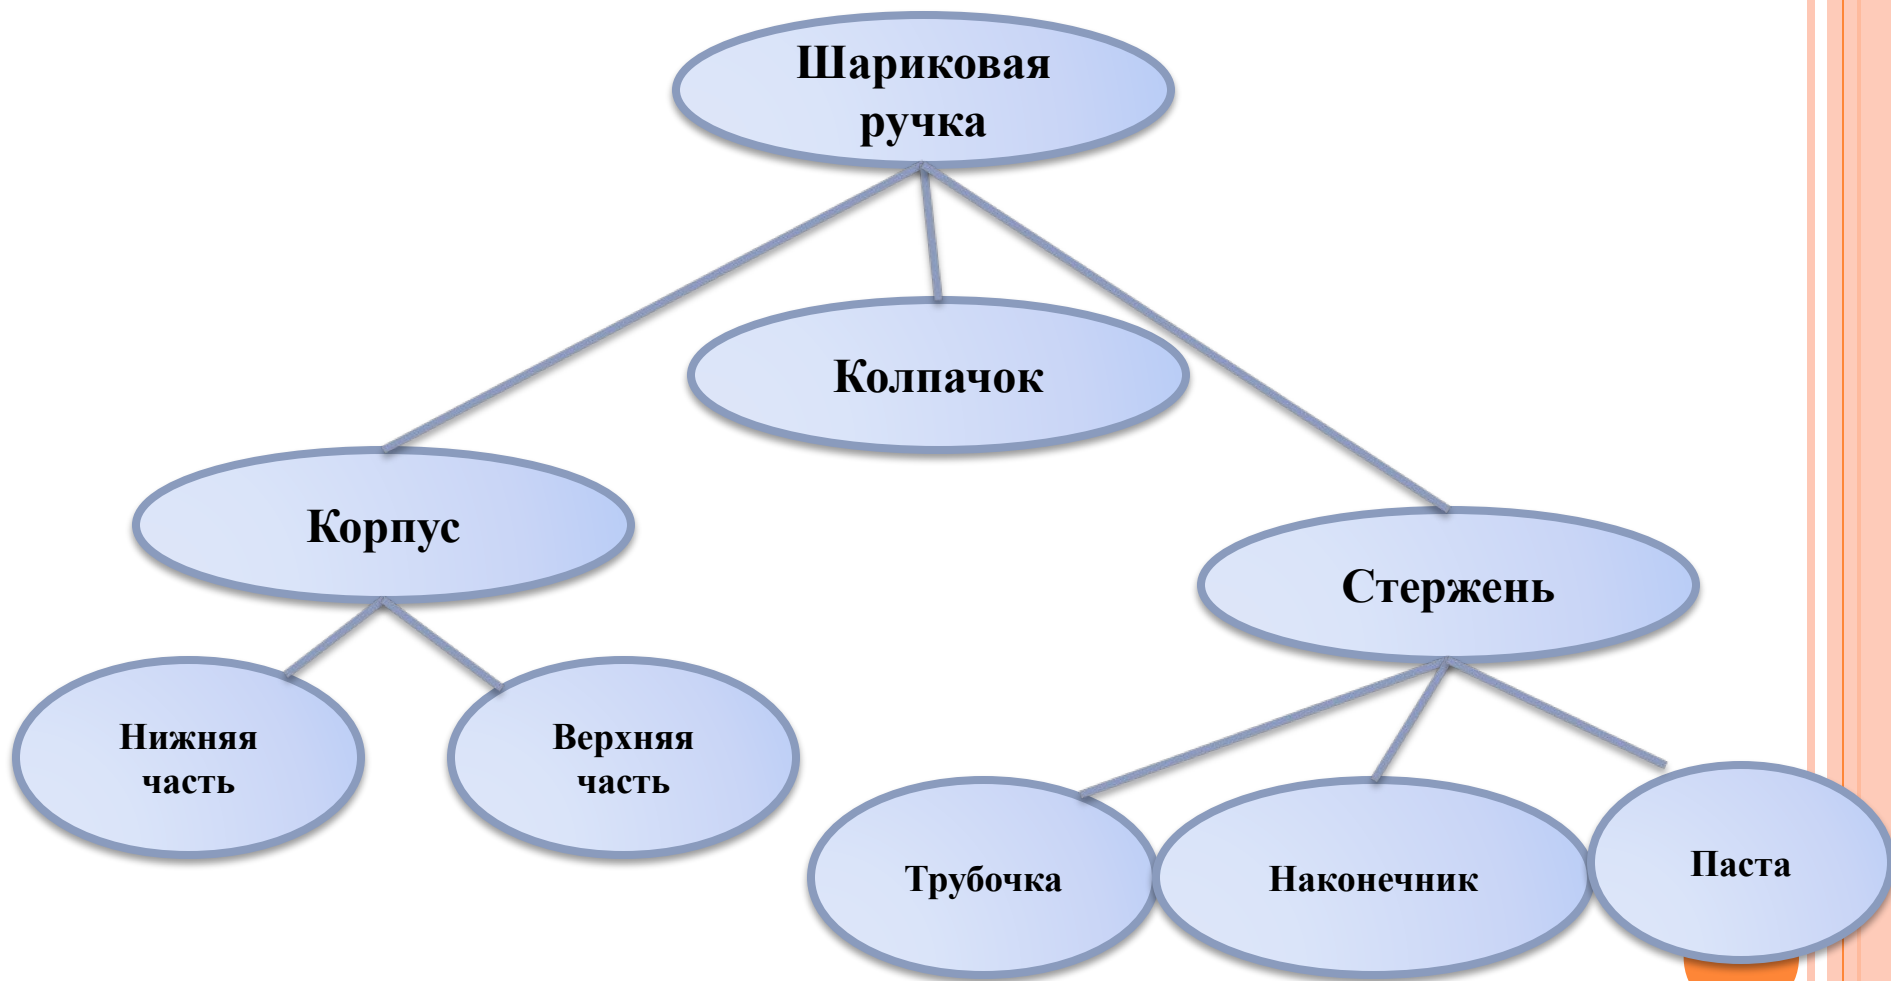 Шариковая
ручка
Колпачок
Корпус
Стержень
Нижняя
часть
Верхняя
часть
Трубочка
Наконечник
Паста